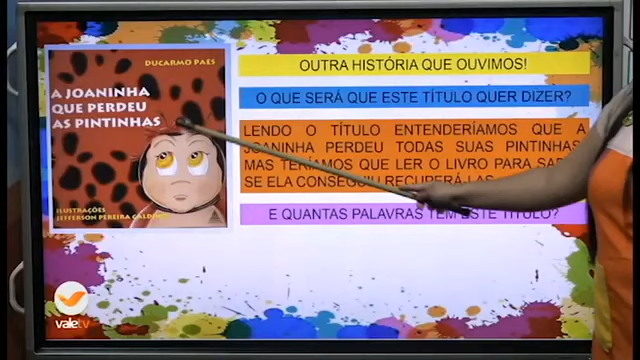 DUCARMO PAES
A JOANINHA
QUE PERDEU
AS PINTINHAS
ILUSTRAÇÕES
JEFFERSON PEREIRA
OUTRA HISTÓRIA QUE OUVIMOS!
O QUE SERÁ QUE ESTE TÍTULO QUER DIZER?
LENDO O TÍTULO ENTENDERÍAMOS QUE A
JOANINHA PERDEU TODAS SUAS PINTINHAS
MAS TERÍAMOS QUE LER O LIVRO PARA
SE ELA CONSEGUIU RECUPERÁ-LAS
E QUANTAS PALAVRAS TEM ESTE TÍTULO?
valetv